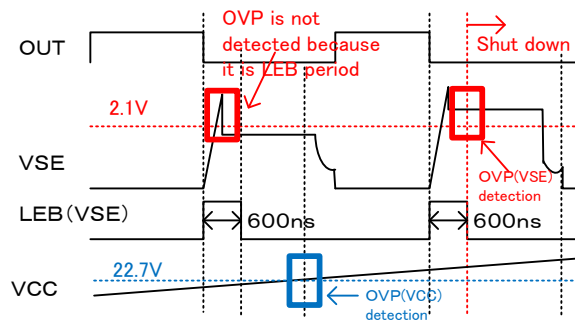 OVP is not
detected because
it is LEB period
OUT
Shut down
2.1V
VSE
OVP(VSE)
detection
LEB(VSE)
600ns
600ns
22.7V
VCC
OVP(VCC)
detection